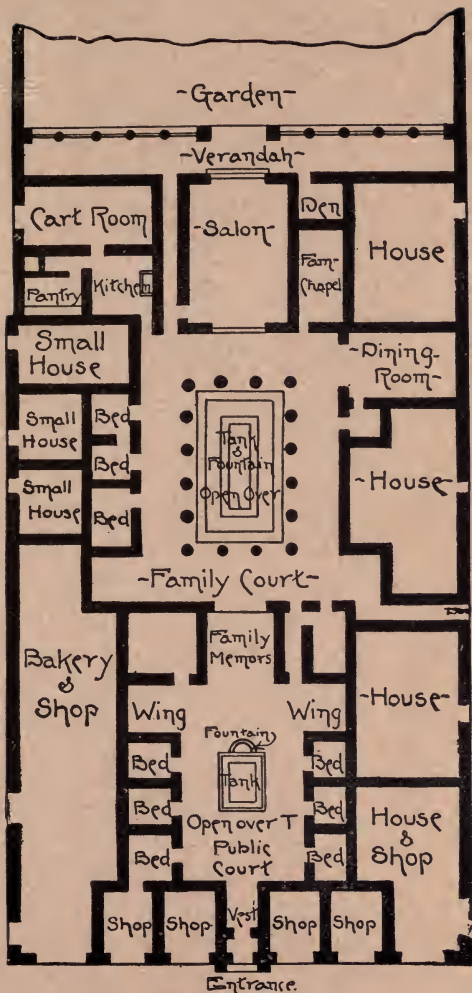 -Garden-
-Verandah-
Cart Room
-Salon-
Den
House
Pantry
Kitchen
Fam-
Chapel
Small
House
-Dining-
Room-
Small
House
Bed
Bed
Tank
&
Fountain
Open Over
-House-
Small
House
Bed
-Family Court-
Bakery
&
Shop
Family
Memors
Wing
Wing
-House-
Fountain
Bed
Tank
Bed
Bed
Open over T
Bed
House
&
Shop
Public
Court
Bed
Bed
Shop
Shop
Vest
Shop
Shop
Entrance.